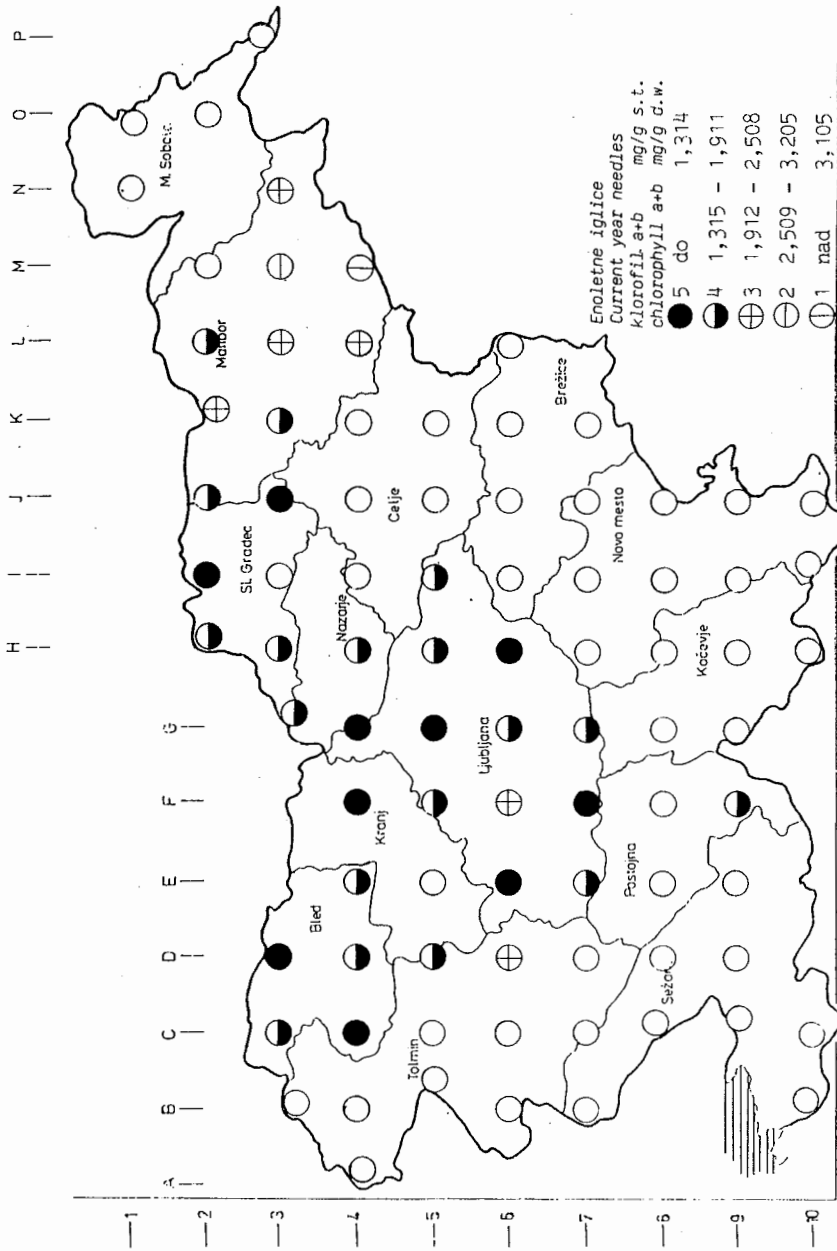 A B C D E F G H I J K L M N O P
1
2
3
4
5
6
7
8
9
10
M. Sobota
Maribor
Sl. Gradec
Nazarje
Celje
Brežice
Bled
Kranj
Ljubljana
Novo mesto
Tolmin
Postojna
Kočevje
Enoletne iglice
Current year needles
klorofil a+b mg/g s.t.
chlorophyll a+b mg/g d.w.
5 do 1,314
4 1,315 - 1,911
3 1,912 - 2,508
2 2,509 - 3,205
1 nad 3,105